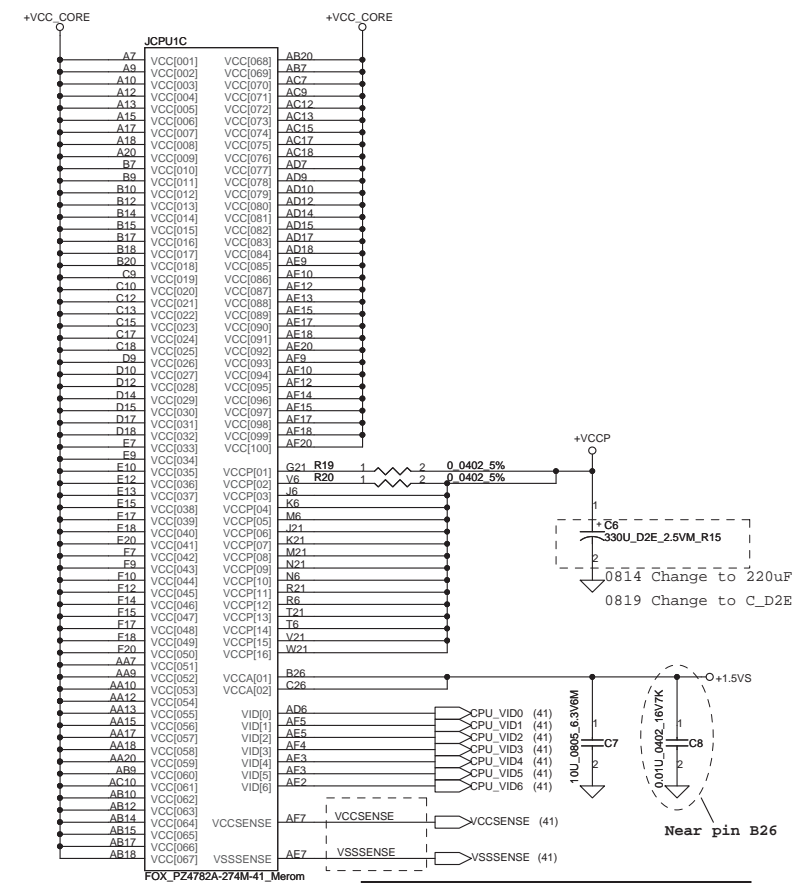 +VCC_CORE +VCC_CORE
JCPU1C
A7 VCC[001] VCC[068] AB20
A9 VCC[002] VCC[069] AB7
A10 VCC[003] VCC[070] AC7
A12 VCC[004] VCC[071] AC9
A13 VCC[005] VCC[072] AC12
A15 VCC[006] VCC[073] AC13
A17 VCC[007] VCC[074] AC15
A18 VCC[008] VCC[075] AC17
A20 VCC[009] VCC[076] AC18
B7 VCC[010] VCC[077] AD7
B9 VCC[011] VCC[078] AD9
B10 VCC[012] VCC[079] AD10
B12 VCC[013] VCC[080] AD12
B14 VCC[014] VCC[081] AD14
B15 VCC[015] VCC[082] AD15
B17 VCC[016] VCC[083] AD17
B18 VCC[017] VCC[084] AD18
B20 VCC[018] VCC[085] AE9
C9 VCC[019] VCC[086] AE10
C10 VCC[020] VCC[087] AE12
C12 VCC[021] VCC[088] AE13
C13 VCC[022] VCC[089] AE15
C15 VCC[023] VCC[090] AE17
C17 VCC[024] VCC[091] AE18
C18 VCC[025] VCC[092] AE20
D9 VCC[026] VCC[093] AF9
D10 VCC[027] VCC[094] AF10
D12 VCC[028] VCC[095] AF12
D14 VCC[029] VCC[096] AF14
D15 VCC[030] VCC[097] AF15
D17 VCC[031] VCC[098] AF17
D18 VCC[032] VCC[099] AF18
E7 VCC[033] VCC[100] AF20
E9 VCC[034]
E10 VCC[035] VCCP[01] G21 R19 1 2 0_0402_5%
E12 VCC[036] VCCP[02] V6 R20 1 2 0_0402_5%
E13 VCC[037] VCCP[03] J6
E15 VCC[038] VCCP[04] K6
E17 VCC[039] VCCP[05] M6
E18 VCC[040] VCCP[06] J21
E20 VCC[041] VCCP[07] K21
F7 VCC[042] VCCP[08] M21
F9 VCC[043] VCCP[09] N21
F10 VCC[044] VCCP[10] N6
F12 VCC[045] VCCP[11] R21
F14 VCC[046] VCCP[12] R6
F15 VCC[047] VCCP[13] T21
F17 VCC[048] VCCP[14] T6
F18 VCC[049] VCCP[15] V21
F20 VCC[050] VCCP[16] W21
AA7 VCC[051]
AA9 VCC[052] VCCA[01] B26
AA10 VCC[053] VCCA[02] C26
AA12 VCC[054]
AA13 VCC[055] VID[0] AD6 CPU_VID0 (41)
AA15 VCC[056] VID[1] AF5 CPU_VID1 (41)
AA17 VCC[057] VID[2] AE5 CPU_VID2 (41)
AA18 VCC[058] VID[3] AF4 CPU_VID3 (41)
AA20 VCC[059] VID[4] AE3 CPU_VID4 (41)
AB9 VCC[060] VID[5] AF3 CPU_VID5 (41)
AC10 VCC[061] VID[6] AE2 CPU_VID6 (41)
AB10 VCC[062]
AB12 VCC[063]
AB14 VCC[064] VCCSENSE AF7 VCCSENSE VCCSENSE (41)
AB15 VCC[065]
AB17 VCC[066]
AB18 VCC[067] VSSSENSE AE7 VSSSENSE VSSSENSE (41)
FOX_PZ4782A-274M-41_Merom
+VCCP
1
+ C6
330U_D2E_2.5VM_R15
2
0814 Change to 220uF
0819 Change to C_D2E
+1.5VS
10U_0805_6.3V6M
1
C7
2
0.01U_0402_16V7K
1
C8
2
Near pin B26